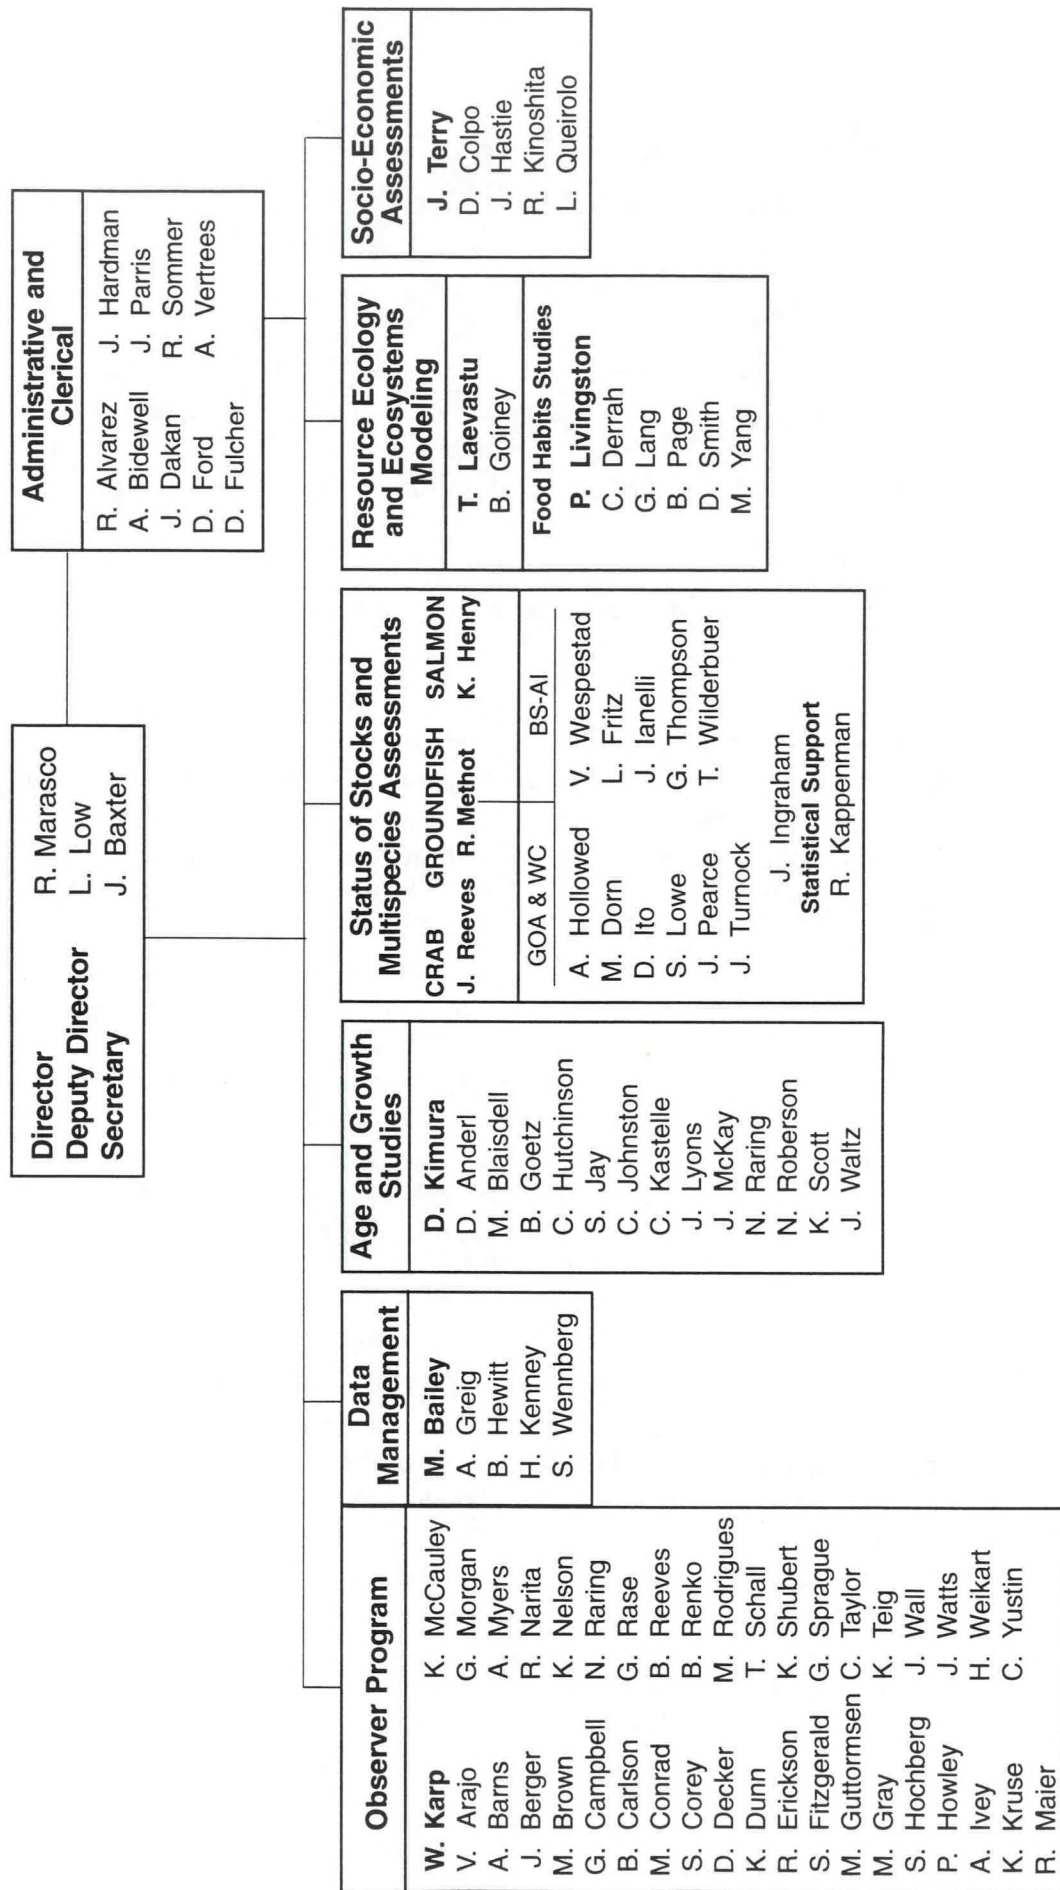 Director R. Marasco
Deputy Director L. Low
Secretary J. Baxter
Administrative and
Clerical
R. Alvarez J. Hardman
A. Bidewell J. Parris
J. Dakan R. Sommer
D. Ford A. Vertrees
D. Fulcher
Observer Program
W. Karp K. McCauley
V. Arajo G. Morgan
A. Barns A. Myers
J. Berger R. Narita
M. Brown K. Nelson
G. Campbell N. Raring
B. Carlson G. Rase
M. Conrad B. Reeves
S. Corey B. Renko
D. Decker M. Rodrigues
K. Dunn T. Schall
R. Erickson K. Shubert
S. Fitzgerald G. Sprague
M. Guttormsen C. Taylor
M. Gray K. Teig
S. Hochberg J. Wall
P. Howley J. Watts
A. Ivey H. Weikart
K. Kruse C. Yustin
R. Maier
Data
Management
M. Bailey
A. Greig
B. Hewitt
H. Kenney
S. Wennberg
Age and Growth
Studies
D. Kimura
D. Anderl
M. Blaisdell
B. Goetz
C. Hutchinson
S. Jay
C. Johnston
C. Kastelle
J. Lyons
J. McKay
N. Raring
N. Roberson
K. Scott
J. Waltz
Status of Stocks and
Multispecies Assessments
CRAB GROUNDFISH SALMON
J. Reeves R. Methot K. Henry
GOA & WC BS-AI
A. Hollowed V. Wespestad
M. Dorn L. Fritz
D. Ito J. Ianelli
S. Lowe G. Thompson
J. Pearce T. Wilderbuer
J. Turnock
J. Ingraham
Statistical Support
R. Kappenman
Resource Ecology
and Ecosystems
Modeling
T. Laevastu
B. Goiney
Food Habits Studies
P. Livingston
C. Derrah
G. Lang
B. Page
D. Smith
M. Yang
Socio-Economic
Assessments
J. Terry
D. Colpo
J. Hastie
R. Kinoshita
L. Queirolo